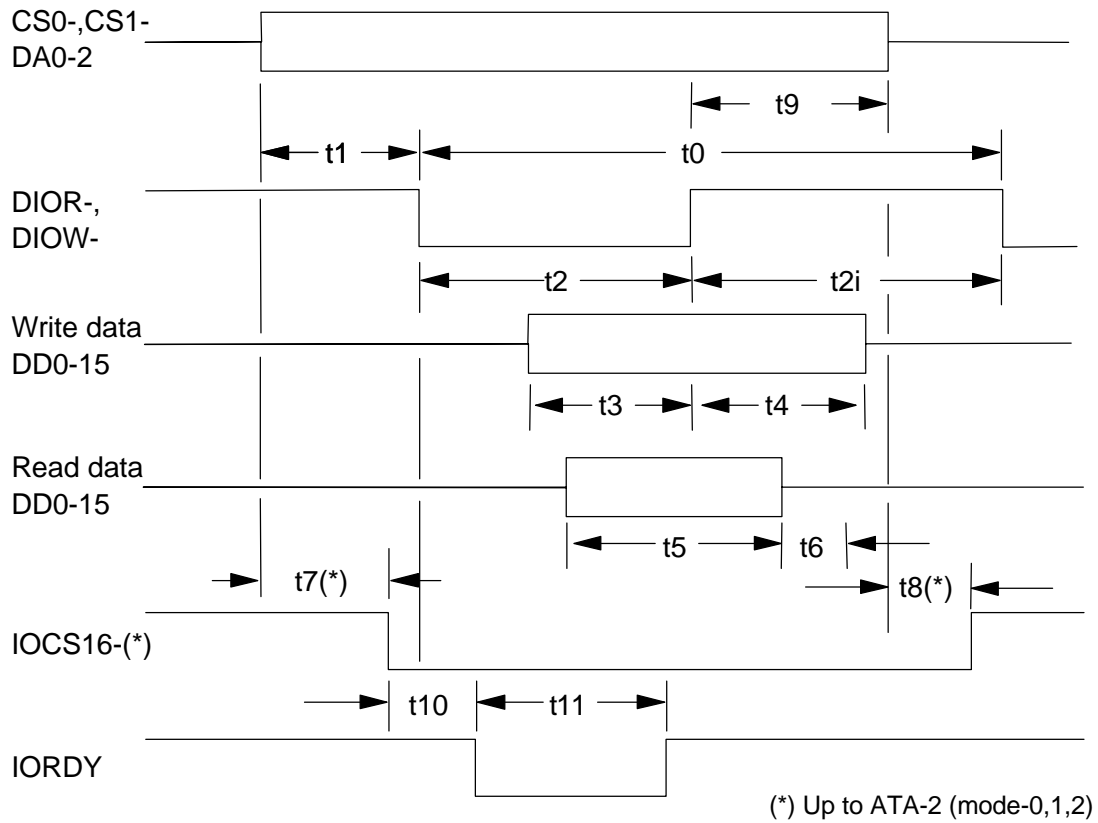 CS0-,CS1-
DA0-2
t9
t1
t0
DIOR-,
DIOW-
t2
t2i
Write data
DD0-15
t3
t4
Read data
DD0-15
t5
t6
t7(*)
t8(*)
IOCS16-(*)
t10
t11
IORDY
(*) Up to ATA-2 (mode-0,1,2)